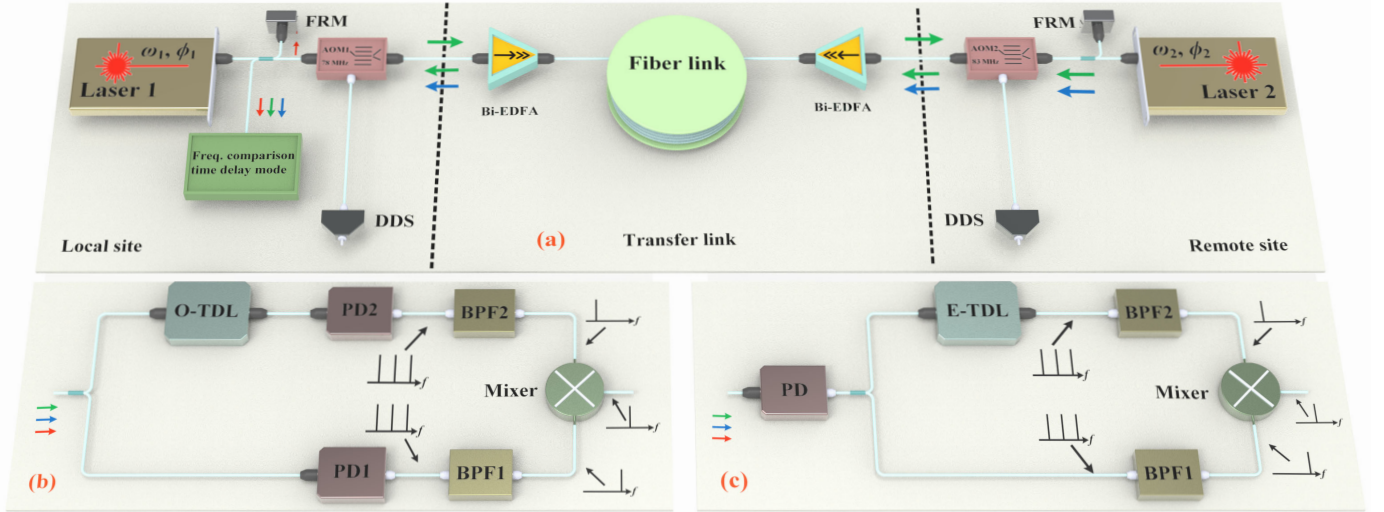 FRM
FRM
ω1, ϕ1
Laser 1
AOM1
78 MHz
Bi-EDFA
Fiber link
Bi-EDFA
AOM2
ω2, ϕ2
Laser 2
Freq. comparison
time delay mode
DDS
DDS
Local site
(a)
Transfer link
Remote site
O-TDL
PD2
BPF2
f
f
Mixer
f
f
PD1
BPF1
f
(b)
E-TDL
BPF2
f
f
PD
Mixer
f
f
BPF1
f
(c)